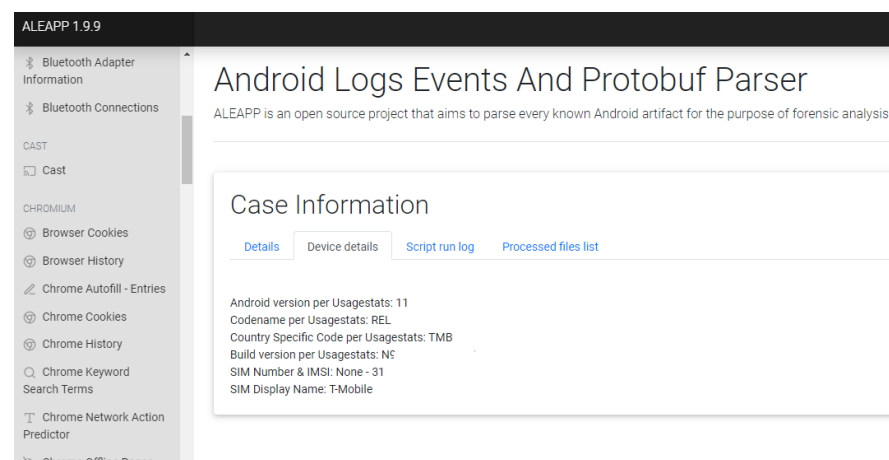 ALEAPP 1.9.9
Bluetooth Adapter
Information
Bluetooth Connections
CAST
Cast
CHROMIUM
Browser Cookies
Browser History
Chrome Autofill - Entries
Chrome Cookies
Chrome History
Chrome Keyword
Search Terms
Chrome Network Action
Predictor
Android Logs Events And Protobuf Parser
ALEAPP is an open source project that aims to parse every known Android artifact for the purpose of forensic analysis
Case Information
Details
Device details
Script run log
Processed files list
Android version per Usagestats: 11
Codename per Usagestats: REL
Country Specific Code per Usagestats: TMB
Build version per Usagestats:
SIM Number & IMSI: None - 31
SIM Display Name: T-Mobile